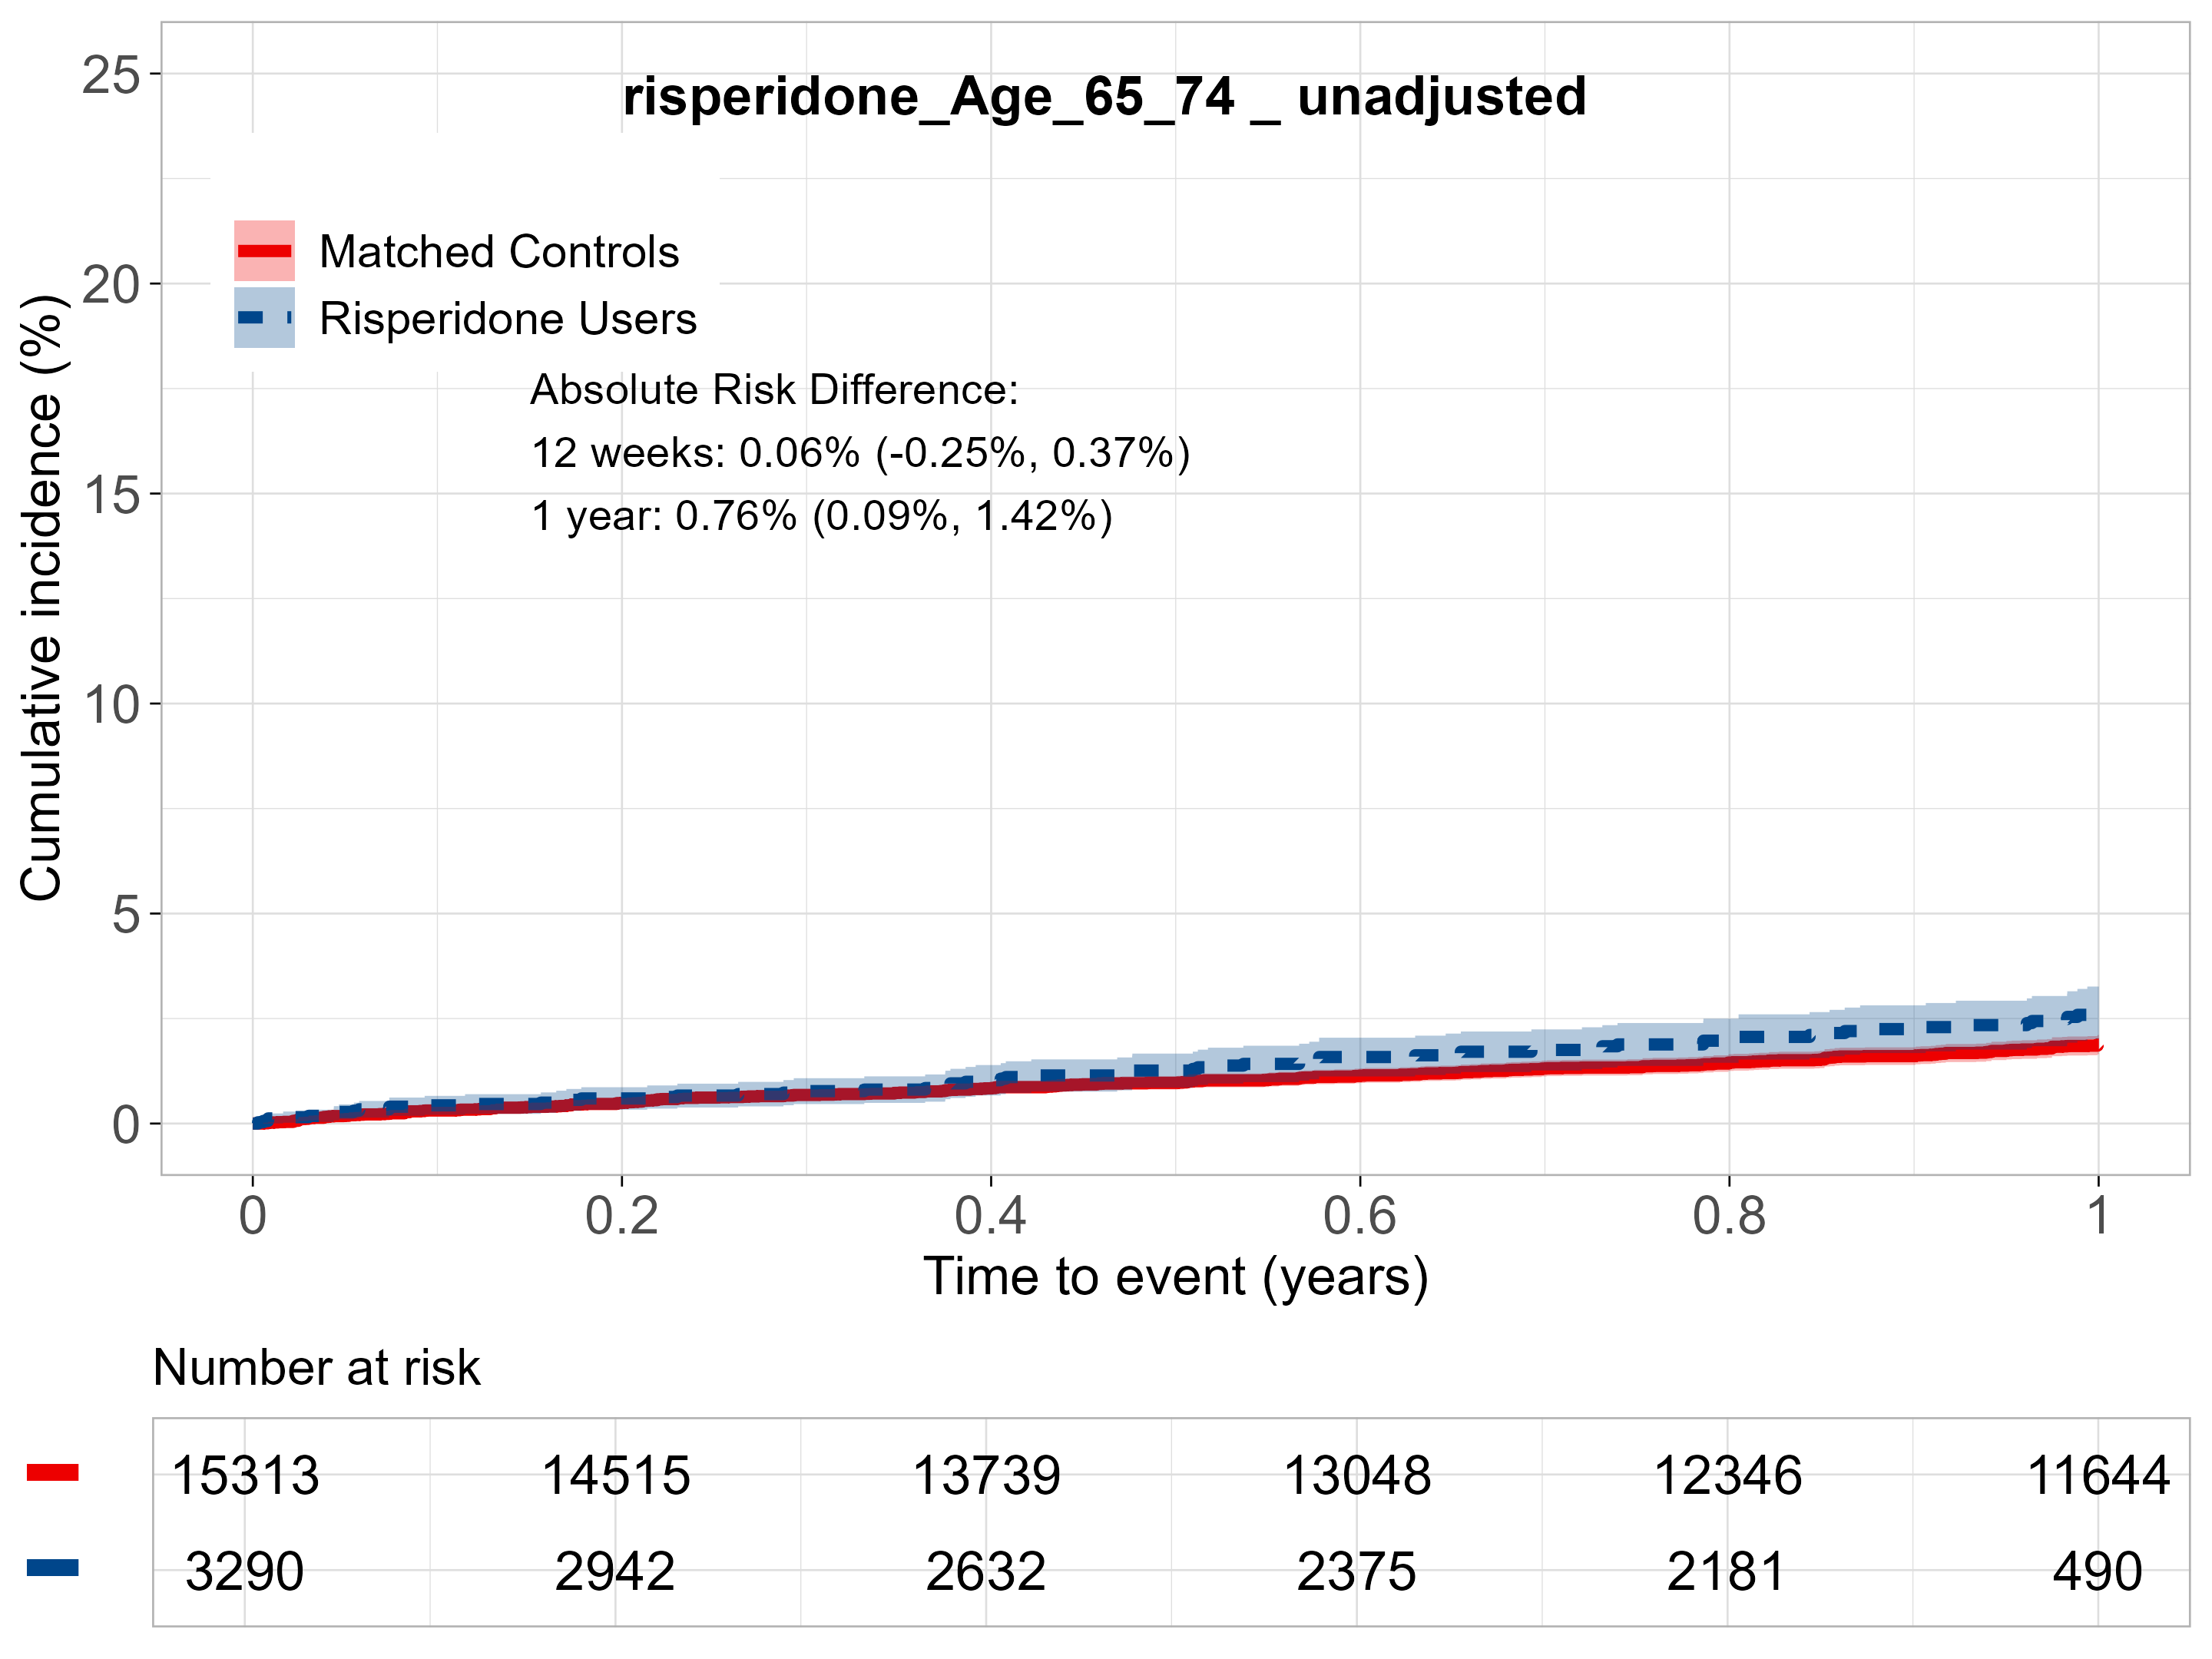 risperidone_Age_65_74 _ unadjusted
Matched Controls
Risperidone Users
Absolute Risk Difference:
12 weeks: 0.06% (-0.25%, 0.37%)
1 year: 0.76% (0.09%, 1.42%)
Cumulative incidence (%)
25
20
15
10
5
0
0 0.2 0.4 0.6 0.8 1
Time to event (years)
Number at risk
15313 14515 13739 13048 12346 11644
3290 2942 2632 2375 2181 490